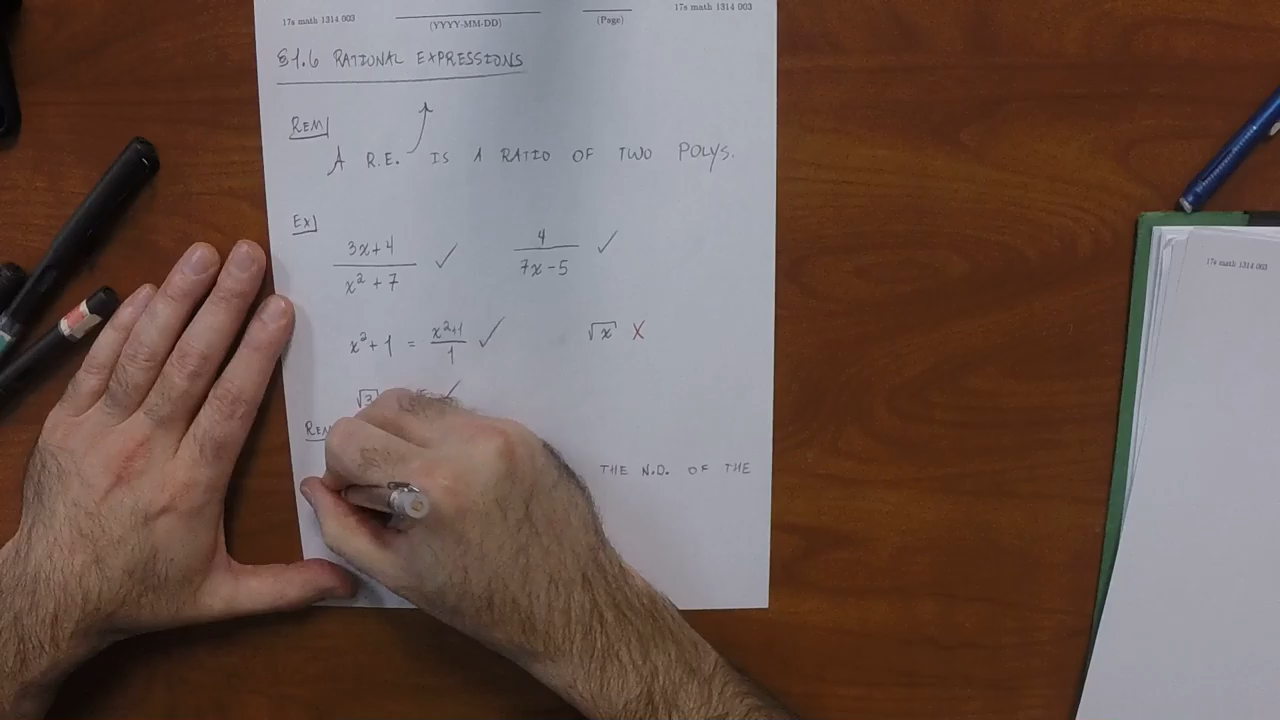 17s math 1314 003 (YYYY-MM-DD) (Page) 17s math 1314 003
§1.6 RATIONAL EXPRESSIONS
REM
A R.E. IS A RATIO OF TWO POLYS.
EX
3x+4 / x²+7 ✓ 4 / 7x-5 ✓
x²+1 = x²+1 / 1 ✓ √x X
√3 ✓
THE N.D. OF THE
17s math 1314 003